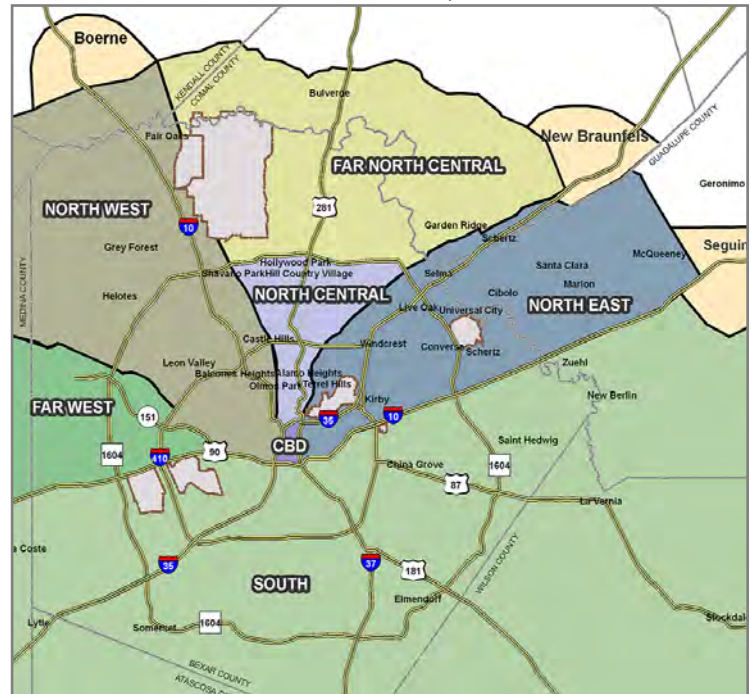 Boerne
KENDALL COUNTY
COMAL COUNTY
Bulverde
Fair Oaks
New Braunfels
GUADALUPE COUNTY
FAR NORTH CENTRAL
Geronimo
NORTH WEST
281
10
Garden Ridge
Schertz
Seguin
Grey Forest
Hollywood Park
McQueeney
Shavano Park
Hill Country Village
Selma
Santa Clara
MEDINA COUNTY
Helotes
NORTH CENTRAL
Cibolo
Marion
NORTH EAST
Live Oak
Universal City
Castle Hills
Windcrest
Converse
Schertz
Leon Valley
Zuehl
Balcones Heights
Alamo Heights
Olmos Park
Terrel Hills
FAR WEST
Kirby
New Berlin
151
35
10
CBD
Saint Hedwig
1604
410
90
China Grove
1604
87
La Vernia
a Coste
WILSON COUNTY
35
37
181
SOUTH
Elmendorf
Stockdale
Lytle
Somerset
1604
BEXAR COUNTY